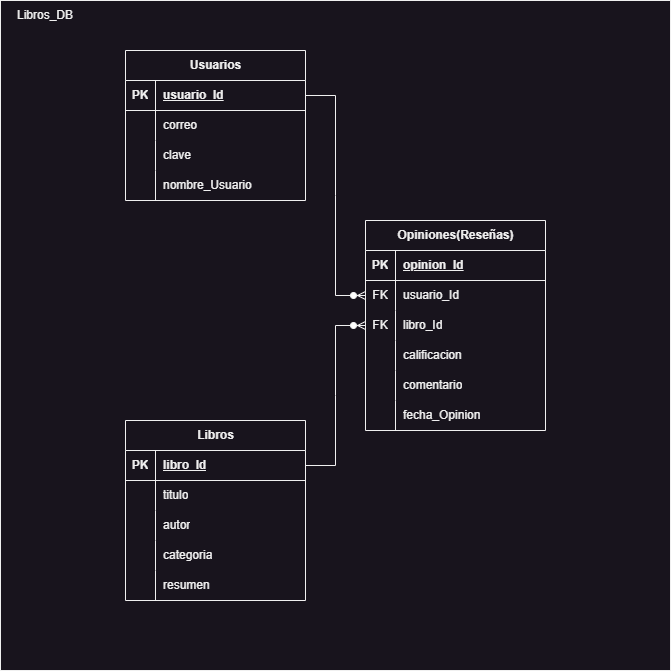 Libros_DB
Usuarios
PK usuario_Id
correo
clave
nombre_Usuario
Opiniones(Reseñas)
PK opinion_Id
FK usuario_Id
FK libro_Id
calificacion
comentario
fecha_Opinion
Libros
PK libro_Id
titulo
autor
categoria
resumen